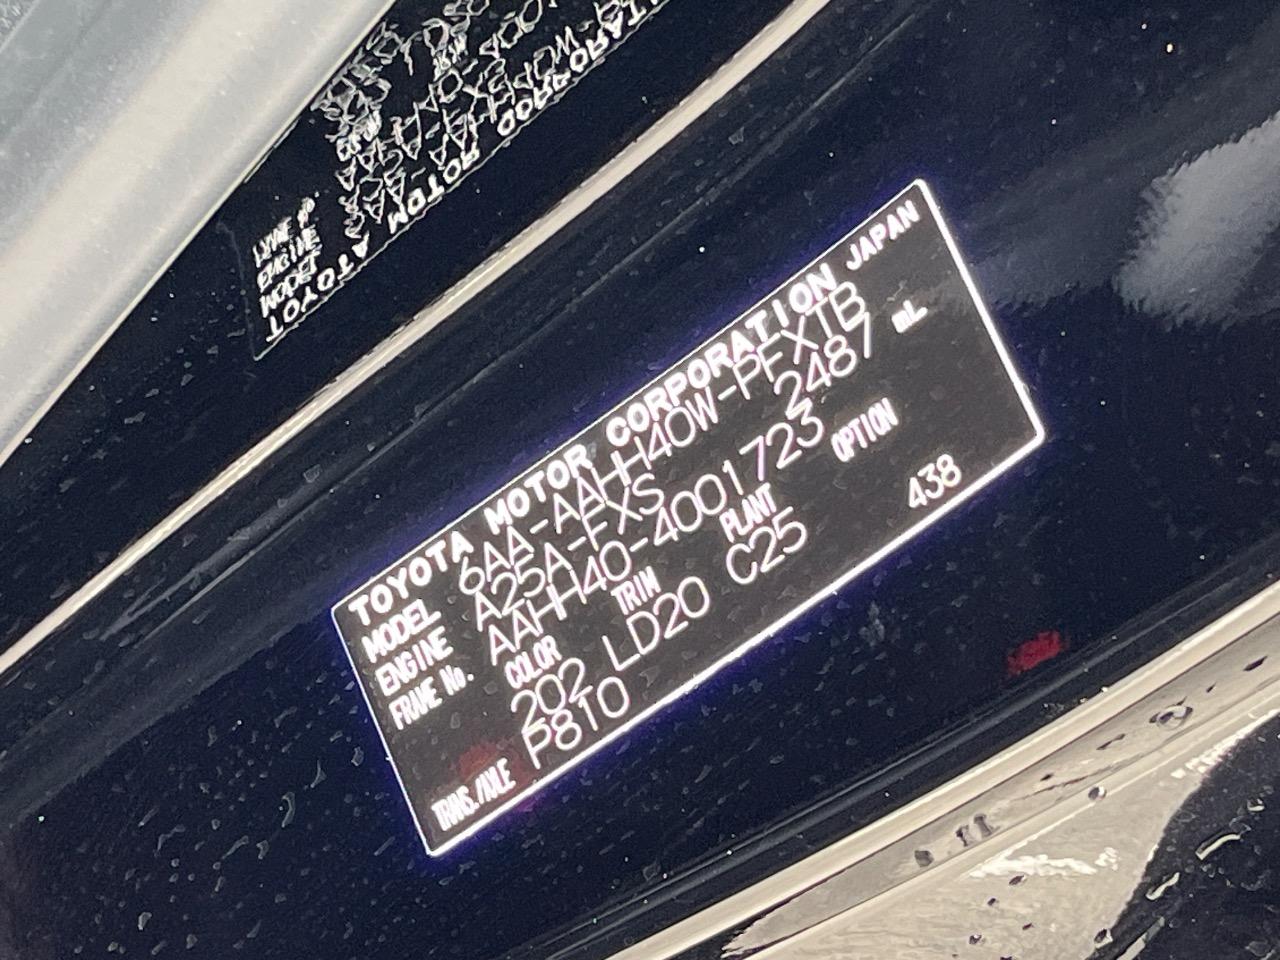 TOYOTA MOTOR CORPORATION JAPAN
MODEL 6AA-AAHH40W-PFXTB
ENGINE A25A-FXS 2487 mL
FRAME No. AAHH40-4001723
COLOR TRIM PLANT OPTION
202 LD20 C25 438
TRANS./AXLE P810